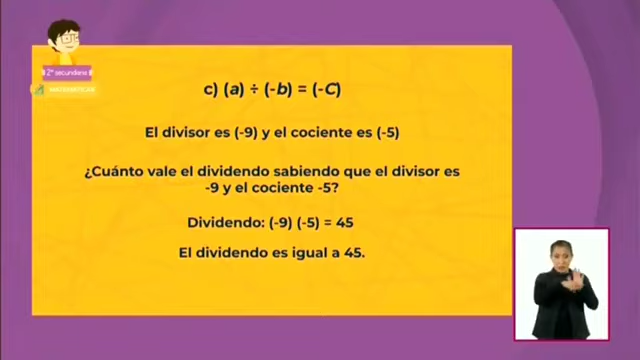 2° secundaria
MATEMÁTICAS
c) (a) ÷ (-b) = (-C)
El divisor es (-9) y el cociente es (-5)
¿Cuánto vale el dividendo sabiendo que el divisor es
-9 y el cociente -5?
Dividendo: (-9) (-5) = 45
El dividendo es igual a 45.